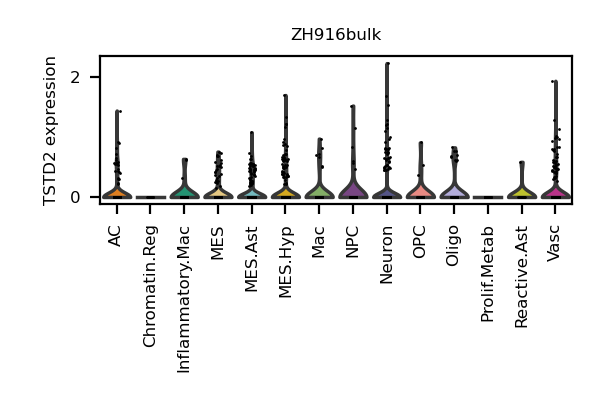 ZH916bulk
TSTD2 expression
2
0
AC
Chromatin.Reg
Inflammatory.Mac
MES
MES.Ast
MES.Hyp
Mac
NPC
Neuron
OPC
Oligo
Prolif.Metab
Reactive.Ast
Vasc